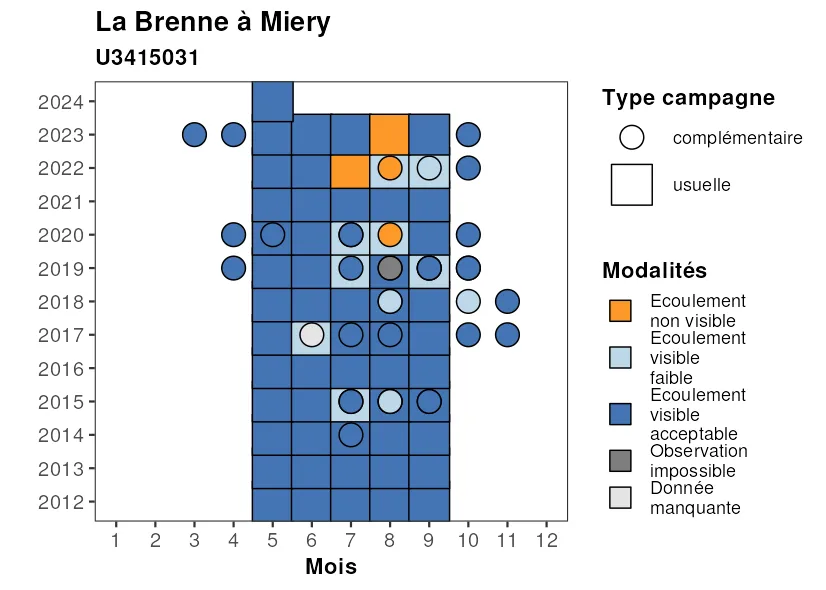 La Brenne à Miery
U3415031
2024
2023
2022
2021
2020
2019
2018
2017
2016
2015
2014
2013
2012
1 2 3 4 5 6 7 8 9 10 11 12
Mois
Type campagne
complémentaire
usuelle
Modalités
Ecoulement
non visible
Ecoulement
visible
faible
Ecoulement
visible
acceptable
Observation
impossible
Donnée
manquante